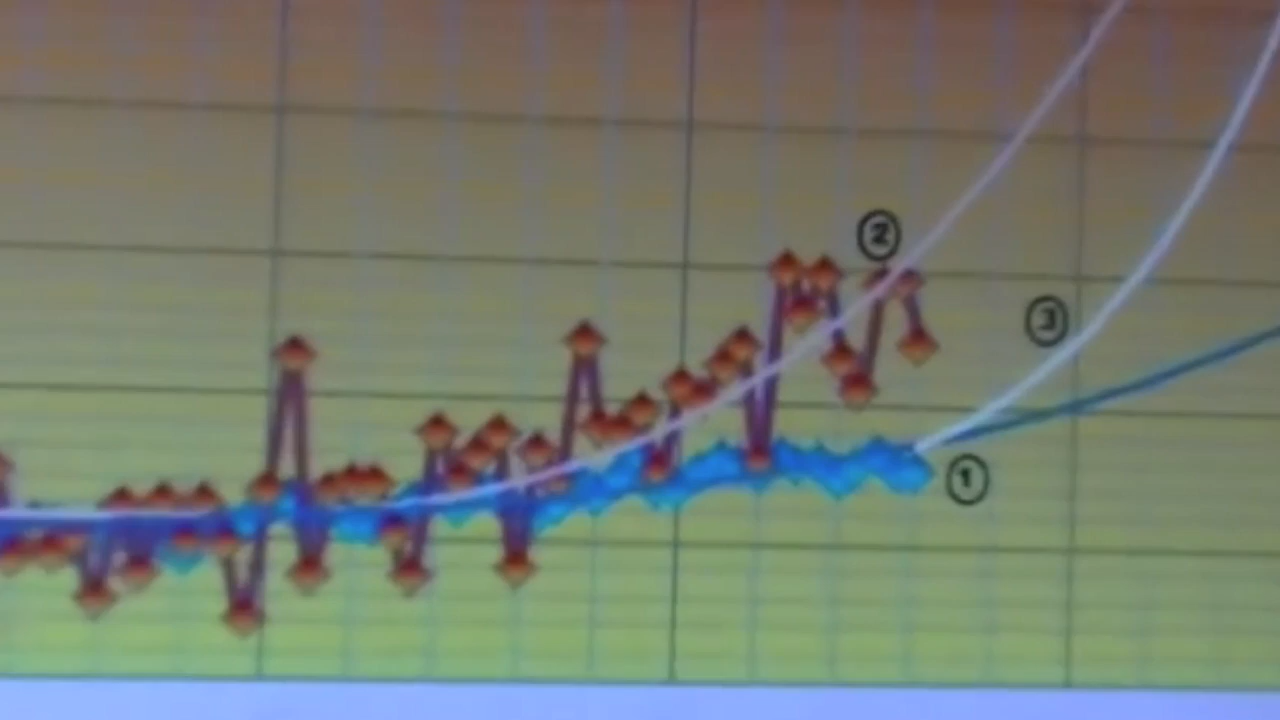 ②
③
①